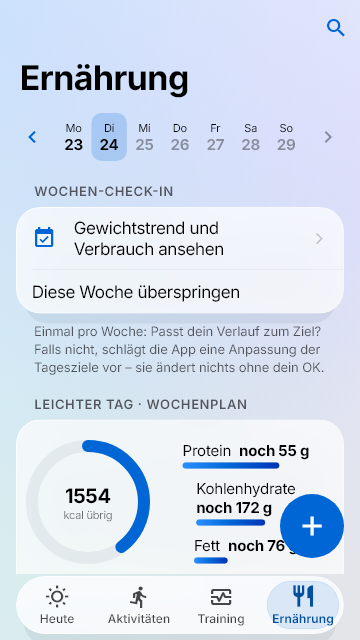 Ernährung
Mo Di Mi Do Fr Sa So
23 24 25 26 27 28 29
WOCHEN-CHECK-IN
Gewichtstrend und
Verbrauch ansehen
Diese Woche überspringen
Einmal pro Woche: Passt dein Verlauf zum Ziel?
Falls nicht, schlägt die App eine Anpassung der
Tagesziele vor – sie ändert nichts ohne dein OK.
LEICHTER TAG · WOCHENPLAN
1554
kcal übrig
Protein noch 55 g
Kohlenhydrate
noch 172 g
Fett noch 76
Heute Aktivitäten Training Ernährung